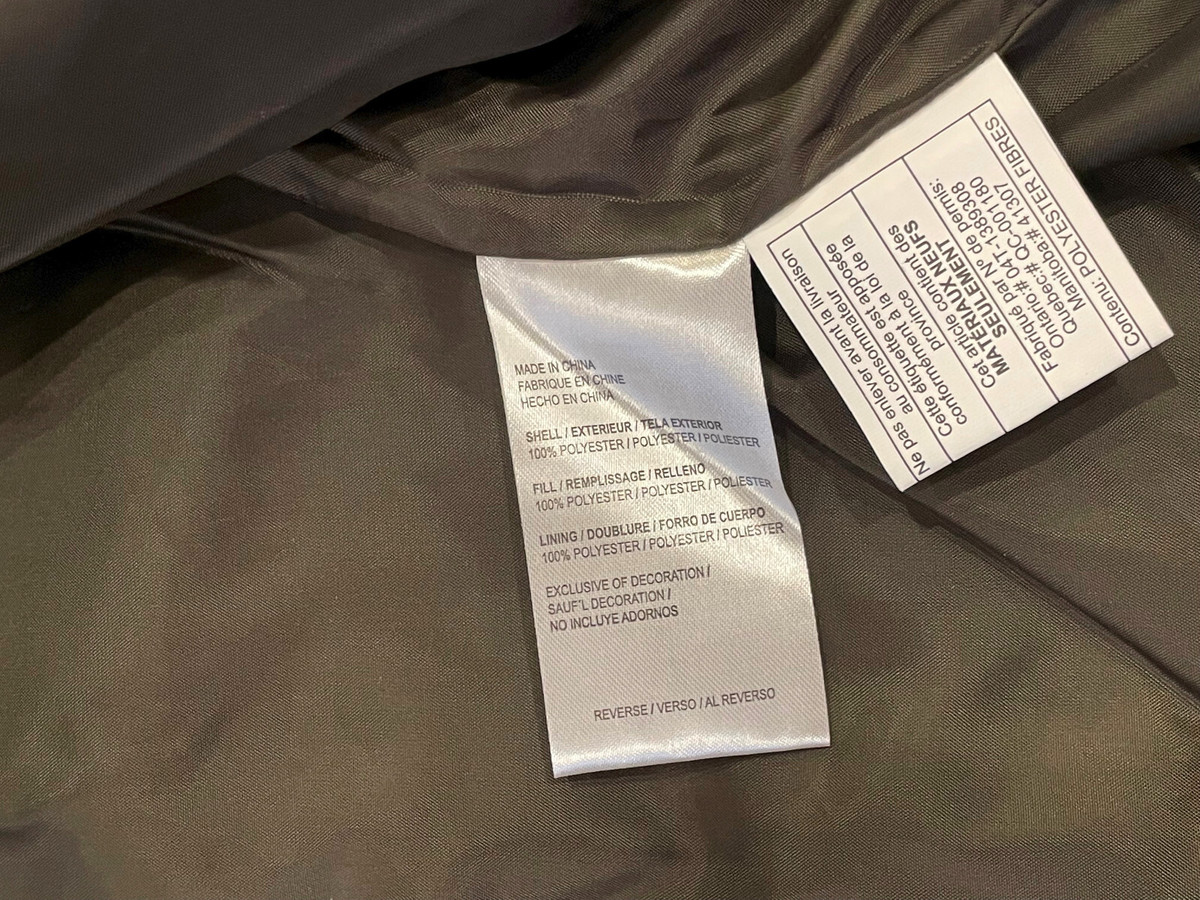 MADE IN CHINA
FABRIQUE EN CHINE
HECHO EN CHINA
SHELL / EXTERIEUR / TELA EXTERIOR
100% POLYESTER / POLYESTER / POLIESTER
FILL / REMPLISSAGE / RELLENO
100% POLYESTER / POLYESTER / POLIESTER
LINING / DOUBLURE / FORRO DE CUERPO
100% POLYESTER / POLYESTER / POLIESTER
EXCLUSIVE OF DECORATION /
SAUF'L DECORATION /
NO INCLUYE ADORNOS
REVERSE / VERSO / AL REVERSO
Ne pas enlever avant la livraison
au consommateur
Cette étiquette est apposée
conformément à la loi de la
province
Cet article contient des
MATÉRIAUX NEUFS
SEULEMENT
Fabriqué par Nº de permis:
Ontario:# 04T-1389308
Quebec:# QC-001180
Manitoba:# 41307
Contenu: POLYESTER FIBRES